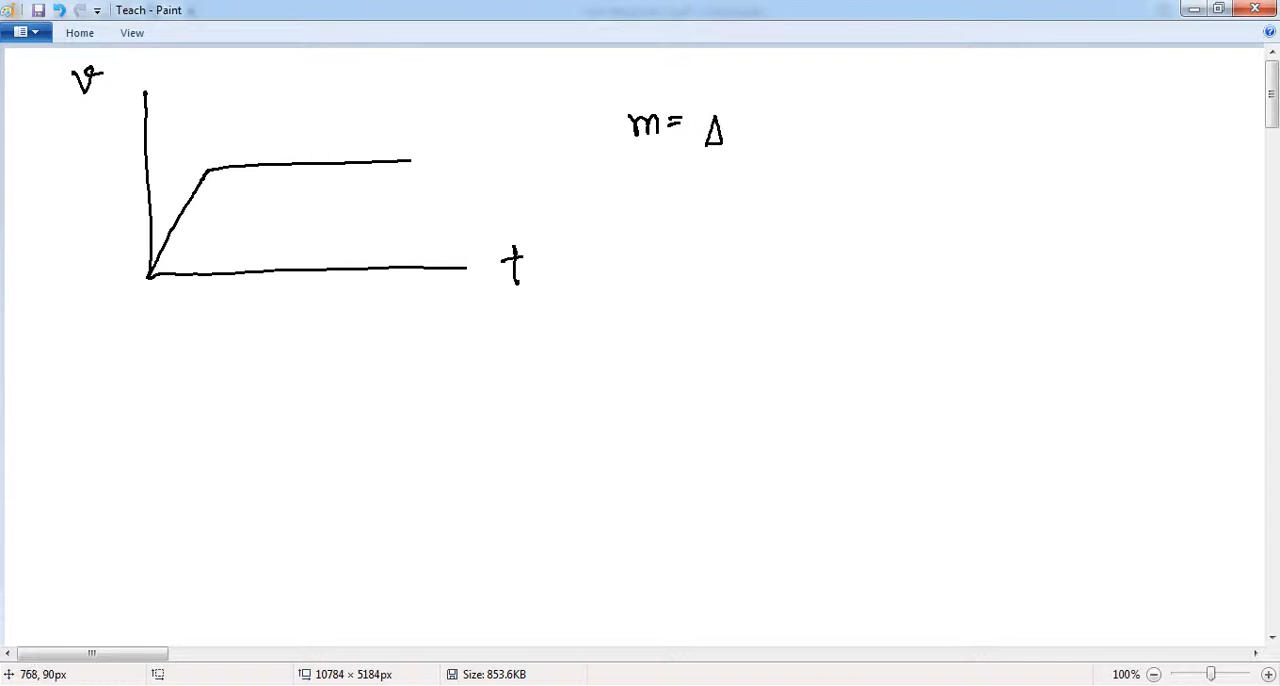 Teach - Paint
Home View
v
m = Δ
t
768, 90px
10784 × 5184px
Size: 853.6KB
100%